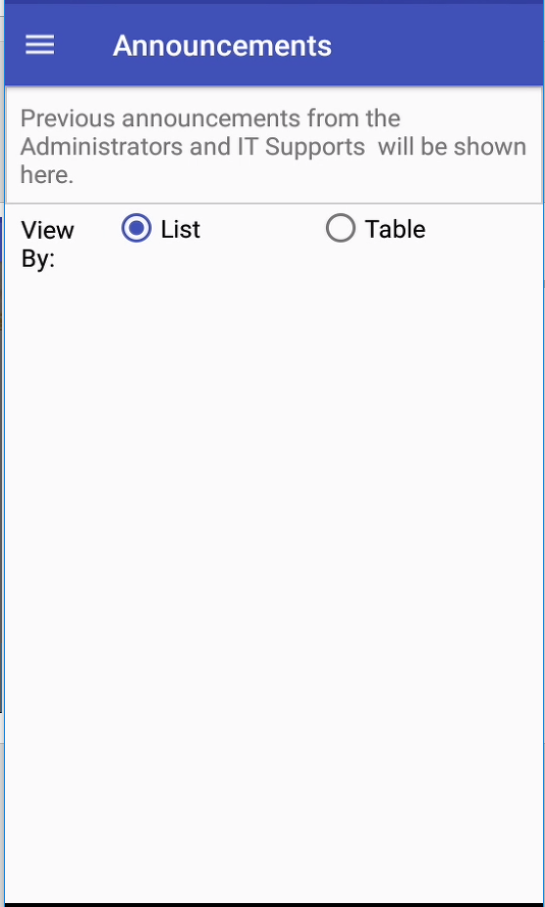 Announcements
Previous announcements from the
Administrators and IT Supports  will be shown
here.
View
By:
List
Table